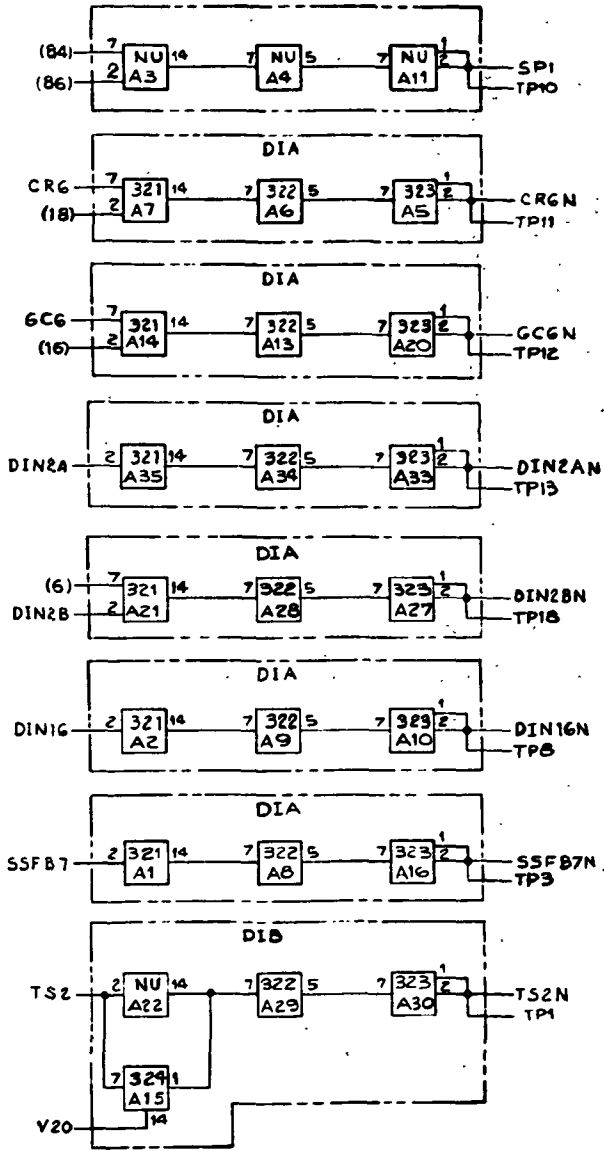 (84) 7 NU 14 7 NU 5 7 NU 1
(86) 2 A3 A4 A11 2 SP1
TP10
DIA
CR6 7 321 14 7 322 5 7 323 1
(18) 2 A7 A6 A5 2 CR6N
TP11
DIA
GC6 7 321 14 7 322 5 7 323 1
(16) 2 A14 A13 A20 2 GC6N
TP12
DIA
DIN2A 2 321 14 7 322 5 7 323 1
A35 A34 A33 2 DIN2AN
TP13
DIA
(6) 7 321 14 7 322 5 7 323 1
DIN2B 2 A21 A28 A27 2 DIN2BN
TP18
DIA
DIN16 2 321 14 7 322 5 7 323 1
A2 A9 A10 2 DIN16N
TP8
DIA
SSFB7 2 321 14 7 322 5 7 323 1
A1 A8 A16 2 SSFB7N
TP3
DIB
TS2 2 NU 14 7 322 5 7 323 1
A22 A29 A30 2 TS2N
TP1
7 324 1
A15
V20 14